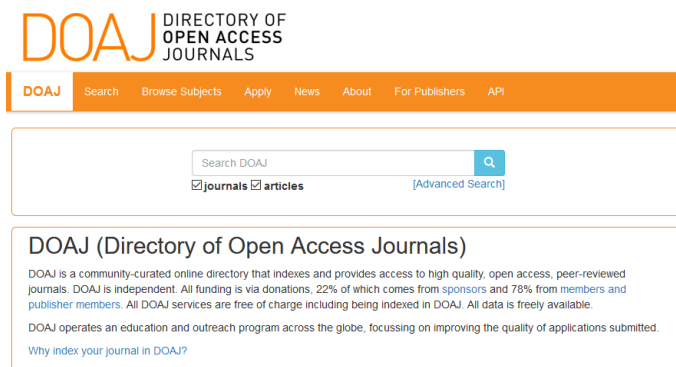 DOAJ DIRECTORY OF
OPEN ACCESS
JOURNALS
DOAJ Search Browse Subjects Apply News About For Publishers API
Search DOAJ
journals articles [Advanced Search]
DOAJ (Directory of Open Access Journals)
DOAJ is a community-curated online directory that indexes and provides access to high quality, open access, peer-reviewed
journals. DOAJ is independent. All funding is via donations, 22% of which comes from sponsors and 78% from members and
publisher members. All DOAJ services are free of charge including being indexed in DOAJ. All data is freely available.
DOAJ operates an education and outreach program across the globe, focussing on improving the quality of applications submitted.
Why index your journal in DOAJ?